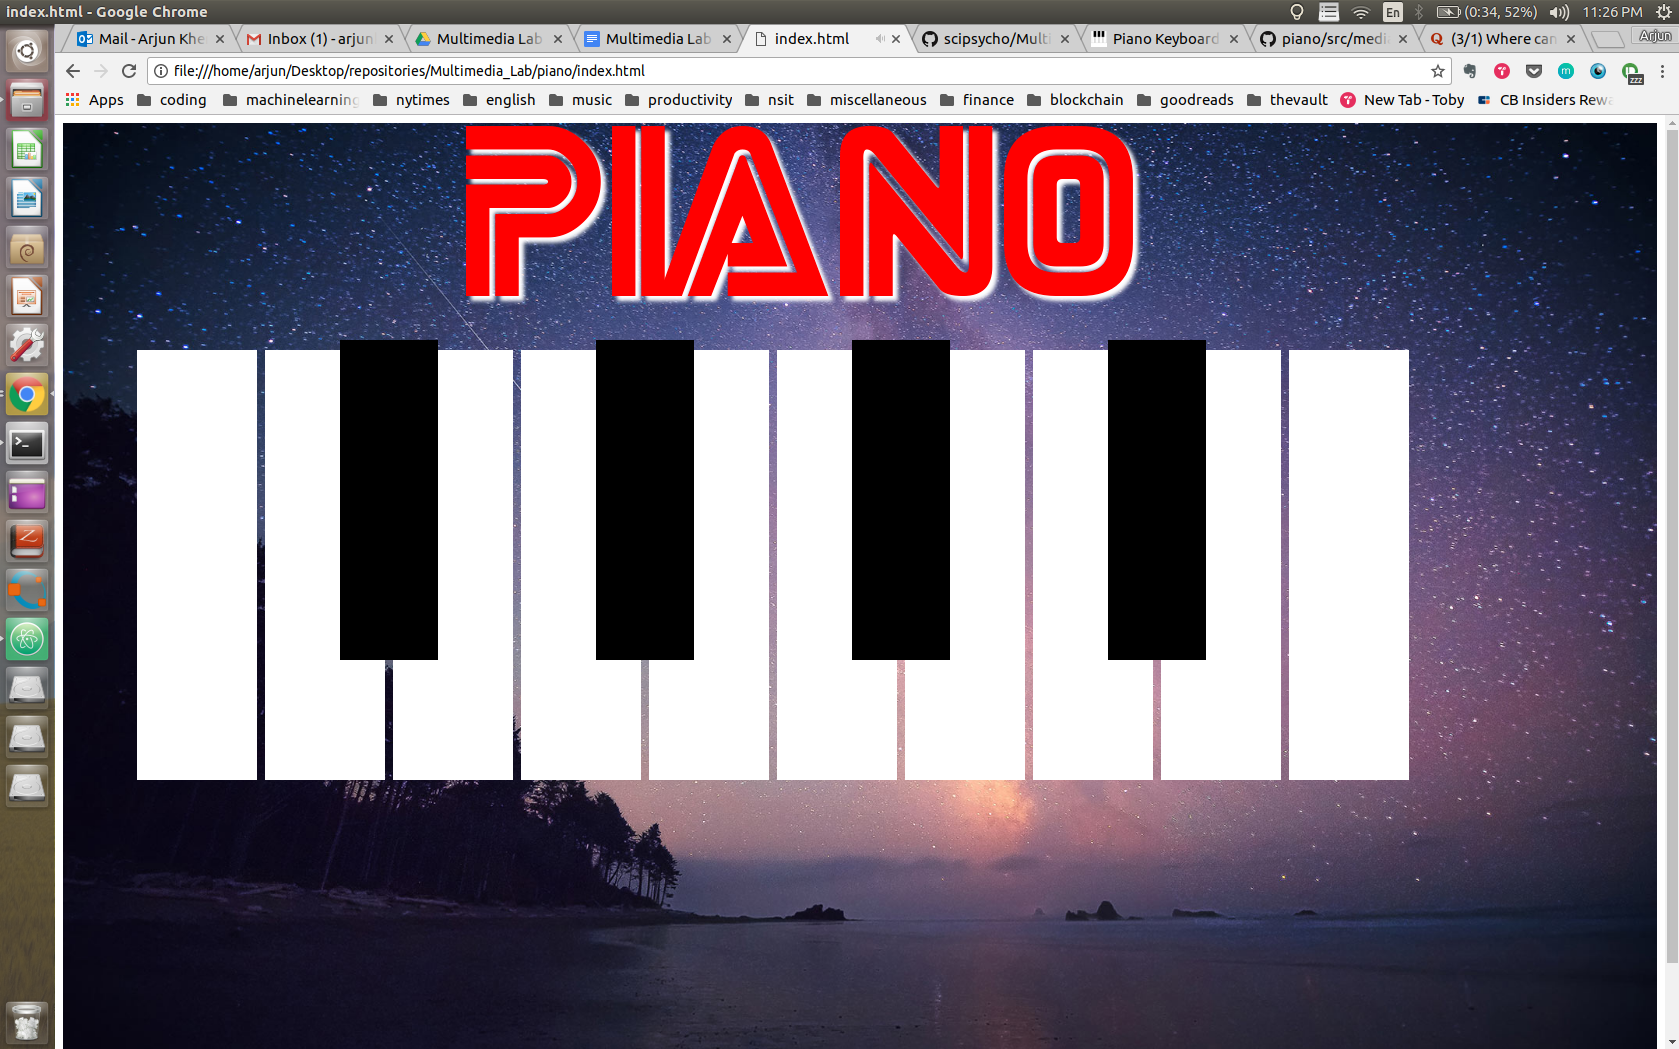 index.html - Google Chrome
En (0:34, 52%) 11:26 PM
Mail - Arjun Khe Inbox (1) - arjun Multimedia Lab Multimedia Lab index.html scipsycho/Multi Piano Keyboard piano/src/media (3/1) Where can Arjun
file:///home/arjun/Desktop/repositories/Multimedia_Lab/piano/index.html
Apps coding machinelearning nytimes english music productivity nsit miscellaneous finance blockchain goodreads thevault New Tab - Toby CB Insiders Rewa
PIANO